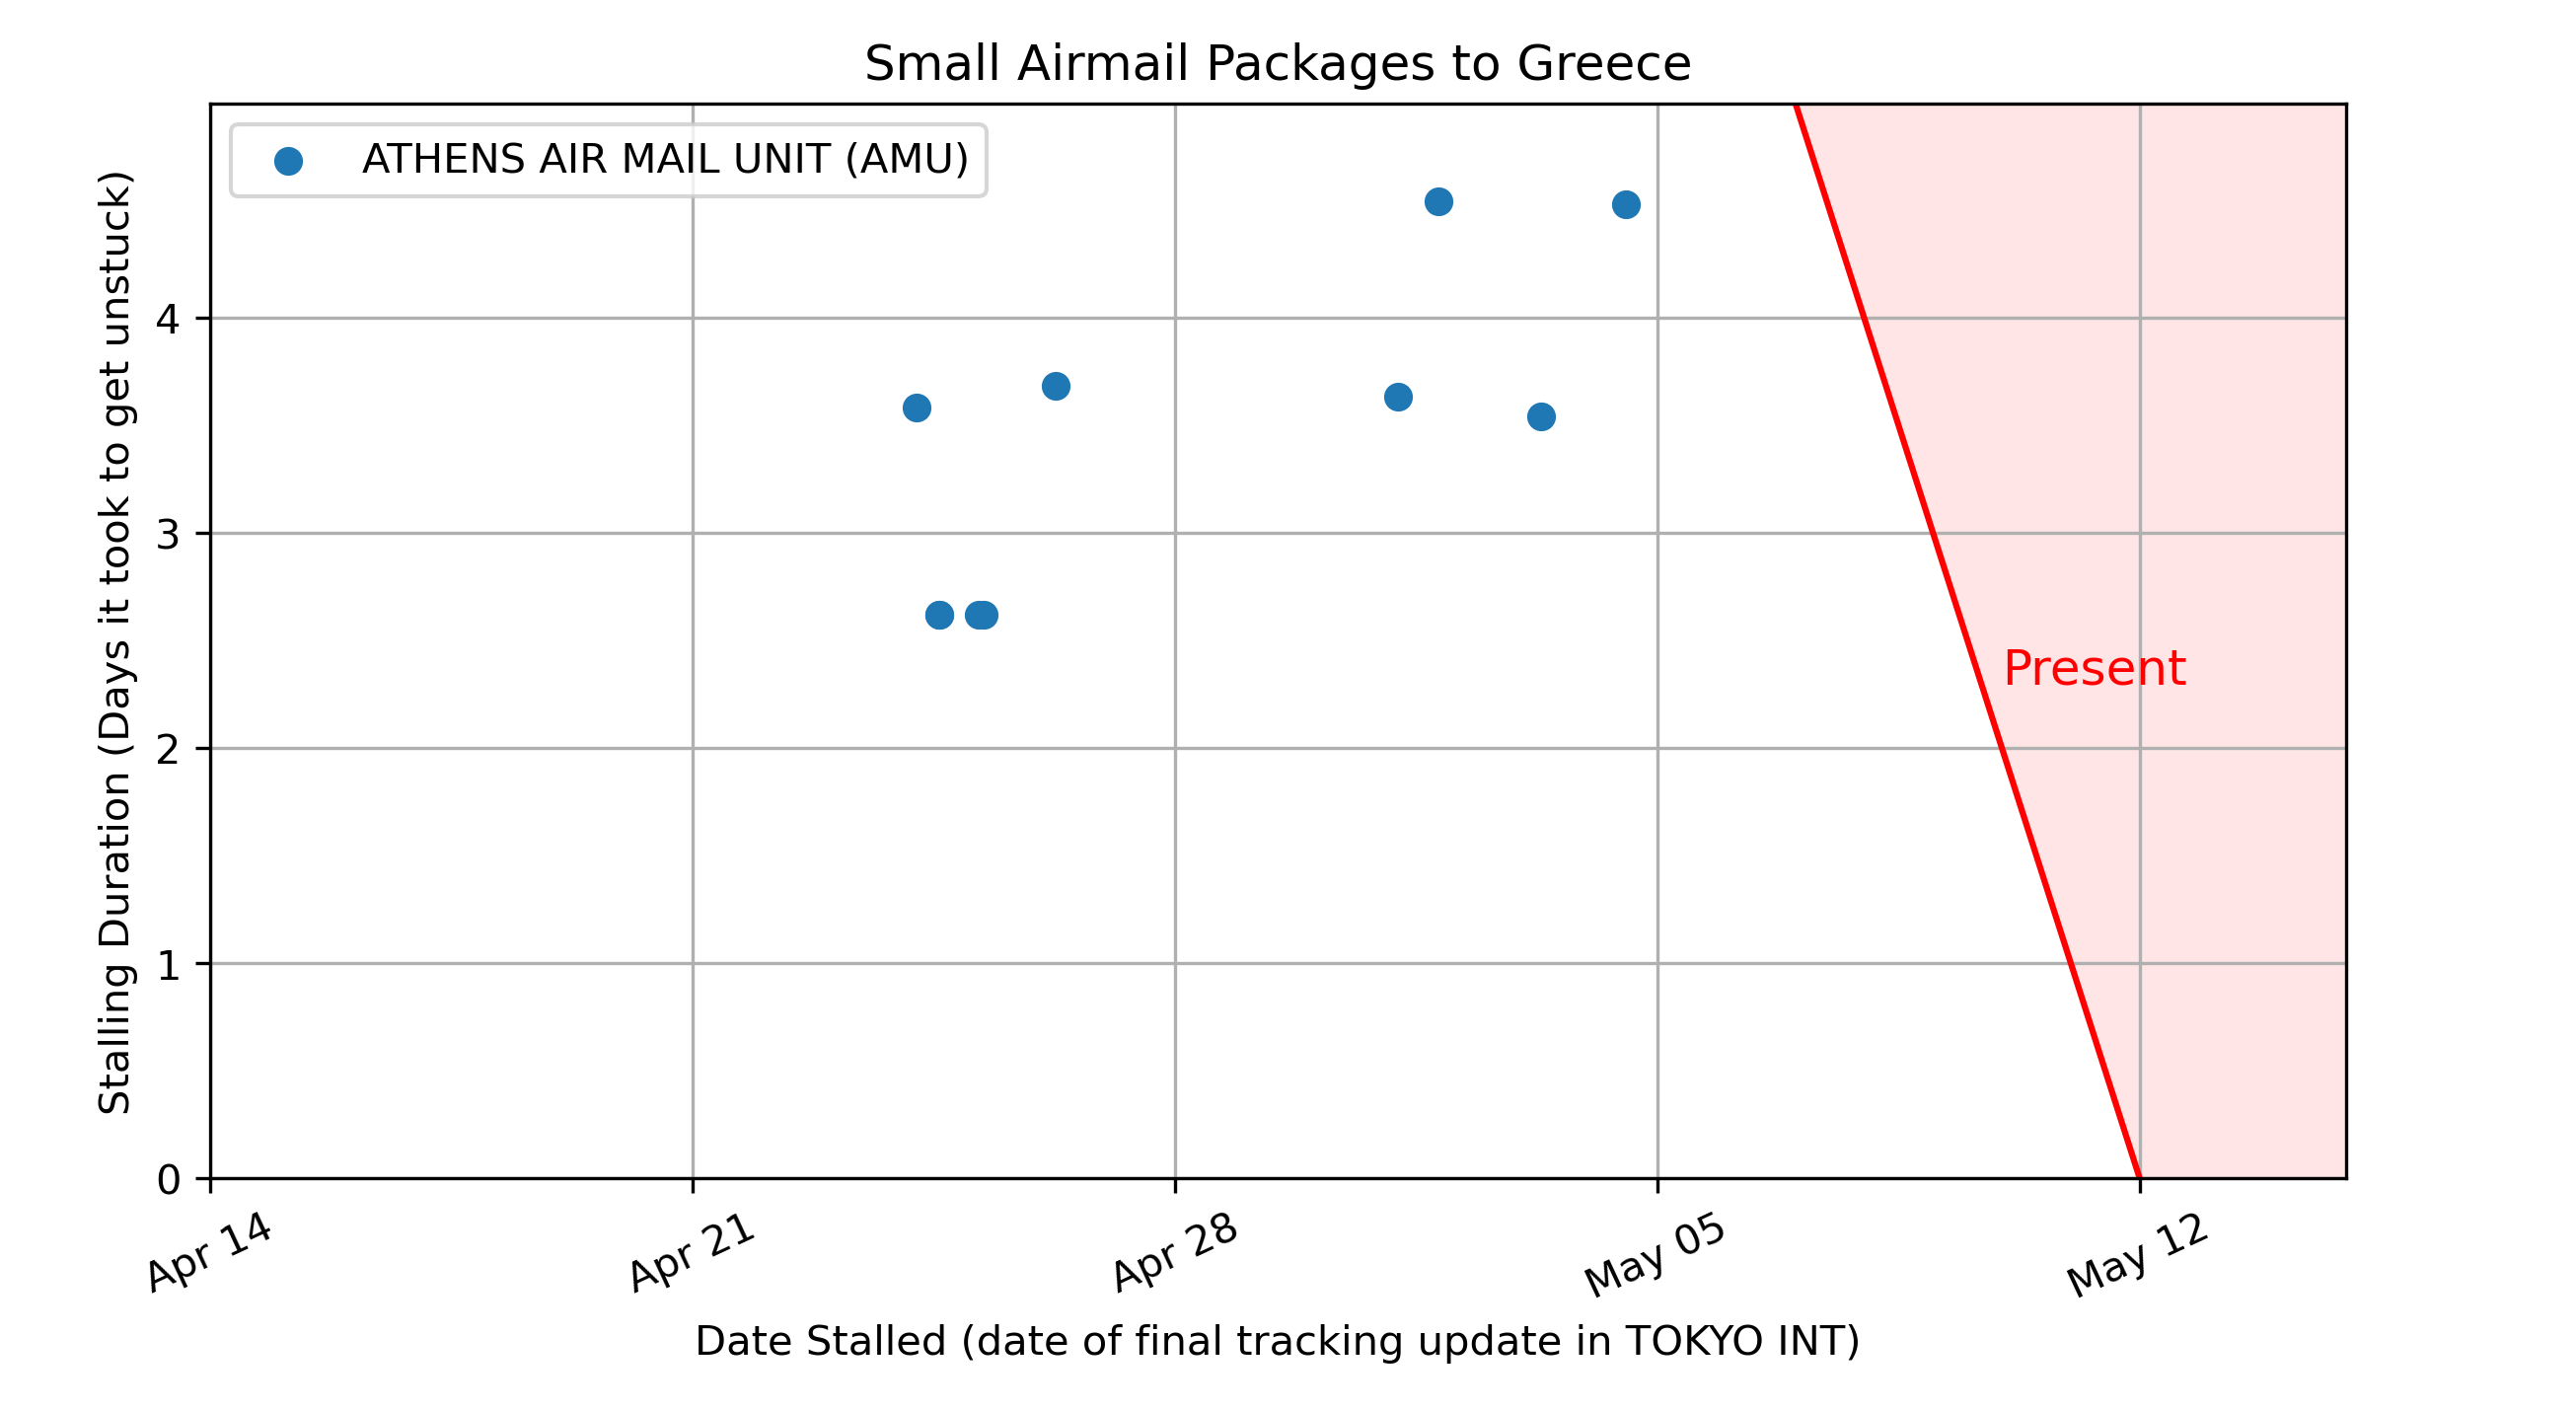 Small Airmail Packages to Greece
ATHENS AIR MAIL UNIT (AMU)
Stalling Duration (Days it took to get unstuck)
4
3
2
1
0
Present
Apr 14
Apr 21
Apr 28
May 05
May 12
Date Stalled (date of final tracking update in TOKYO INT)